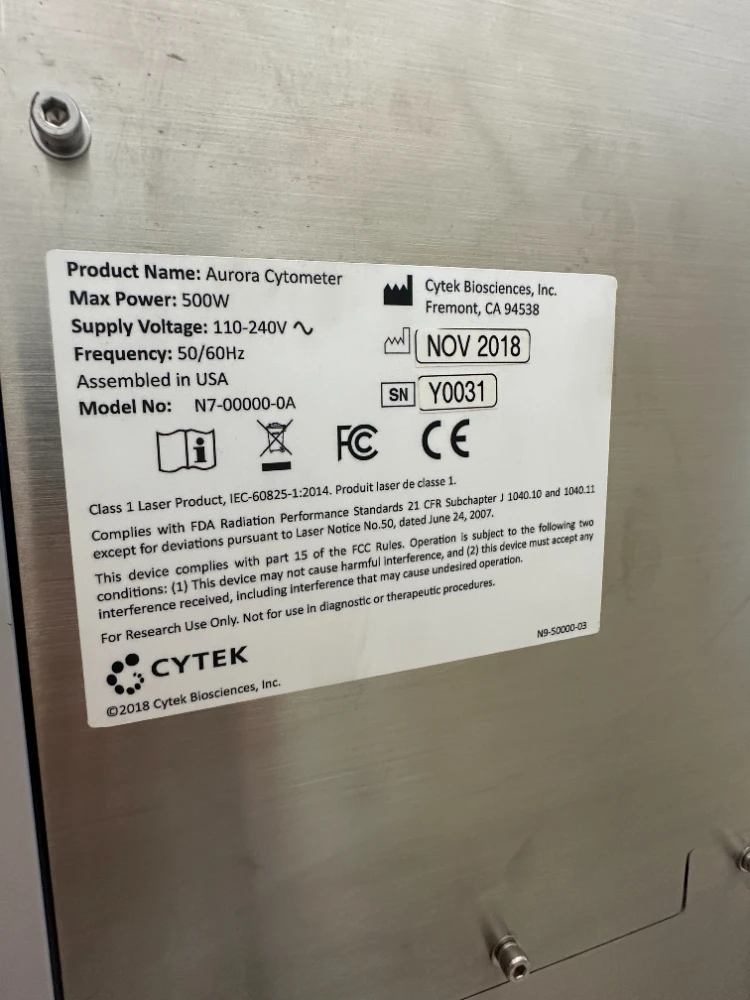 Product Name: Aurora Cytometer
Max Power: 500W
Supply Voltage: 110-240V ∿
Frequency: 50/60Hz
Assembled in USA
Model No: N7-00000-0A
Cytek Biosciences, Inc.
Fremont, CA 94538
NOV 2018
SN Y0031
FC CE
Class 1 Laser Product, IEC-60825-1:2014. Produit laser de classe 1.
Complies with FDA Radiation Performance Standards 21 CFR Subchapter J 1040.10 and 1040.11
except for deviations pursuant to Laser Notice No.50, dated June 24, 2007.
This device complies with part 15 of the FCC Rules. Operation is subject to the following two
conditions: (1) This device may not cause harmful interference, and (2) this device must accept any
interference received, including interference that may cause undesired operation.
For Research Use Only. Not for use in diagnostic or therapeutic procedures.
N9-50000-03
CYTEK
©2018 Cytek Biosciences, Inc.